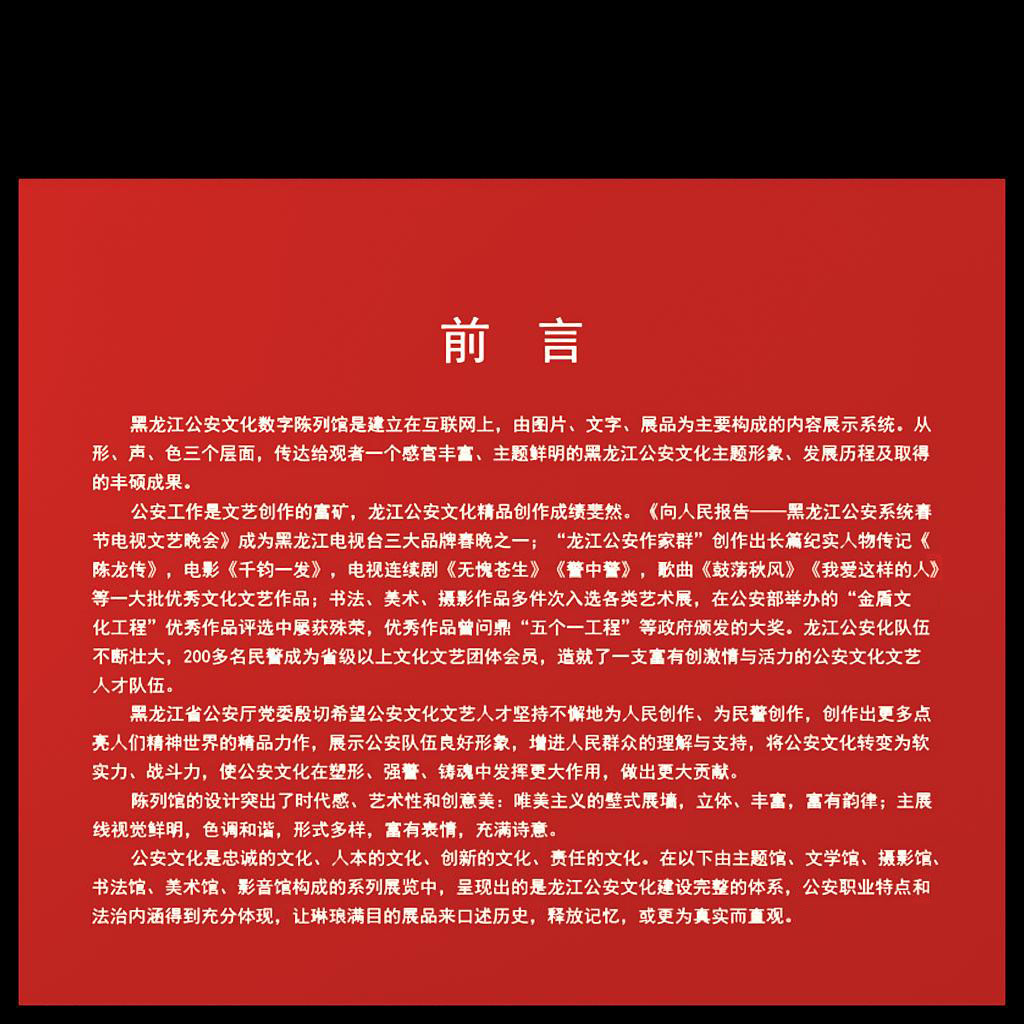 前 言
黑龙江公安文化数字陈列馆是建立在互联网上，由图片、文字、展品为主要构成的内容展示系统。从
形、声、色三个层面，传达给观者一个感官丰富、主题鲜明的黑龙江公安文化主题形象、发展历程及取得
的丰硕成果。
公安工作是文艺创作的富矿，龙江公安文化精品创作成绩斐然。《向人民报告——黑龙江公安系统春
节电视文艺晚会》成为黑龙江电视台三大品牌春晚之一；“龙江公安作家群”创作出长篇纪实人物传记《
陈龙传》，电影《千钧一发》，电视连续剧《无愧苍生》《警中警》，歌曲《鼓荡秋风》《我爱这样的人》
等一大批优秀文化文艺作品；书法、美术、摄影作品多件次入选各类艺术展，在公安部举办的“金盾文
化工程”优秀作品评选中屡获殊荣，优秀作品曾问鼎“五个一工程”等政府颁发的大奖。龙江公安化队伍
不断壮大，200多名民警成为省级以上文化文艺团体会员，造就了一支富有创激情与活力的公安文化文艺
人才队伍。
黑龙江省公安厅党委殷切希望公安文化文艺人才坚持不懈地为人民创作、为民警创作，创作出更多点
亮人们精神世界的精品力作，展示公安队伍良好形象，增进人民群众的理解与支持，将公安文化转变为软
实力、战斗力，使公安文化在塑形、强警、铸魂中发挥更大作用，做出更大贡献。
陈列馆的设计突出了时代感、艺术性和创意美：唯美主义的壁式展墙，立体、丰富，富有韵律；主展
线视觉鲜明，色调和谐，形式多样，富有表情，充满诗意。
公安文化是忠诚的文化、人本的文化、创新的文化、责任的文化。在以下由主题馆、文学馆、摄影馆、
书法馆、美术馆、影音馆构成的系列展览中，呈现出的是龙江公安文化建设完整的体系，公安职业特点和
法治内涵得到充分体现，让琳琅满目的展品来口述历史，释放记忆，或更为真实而直观。